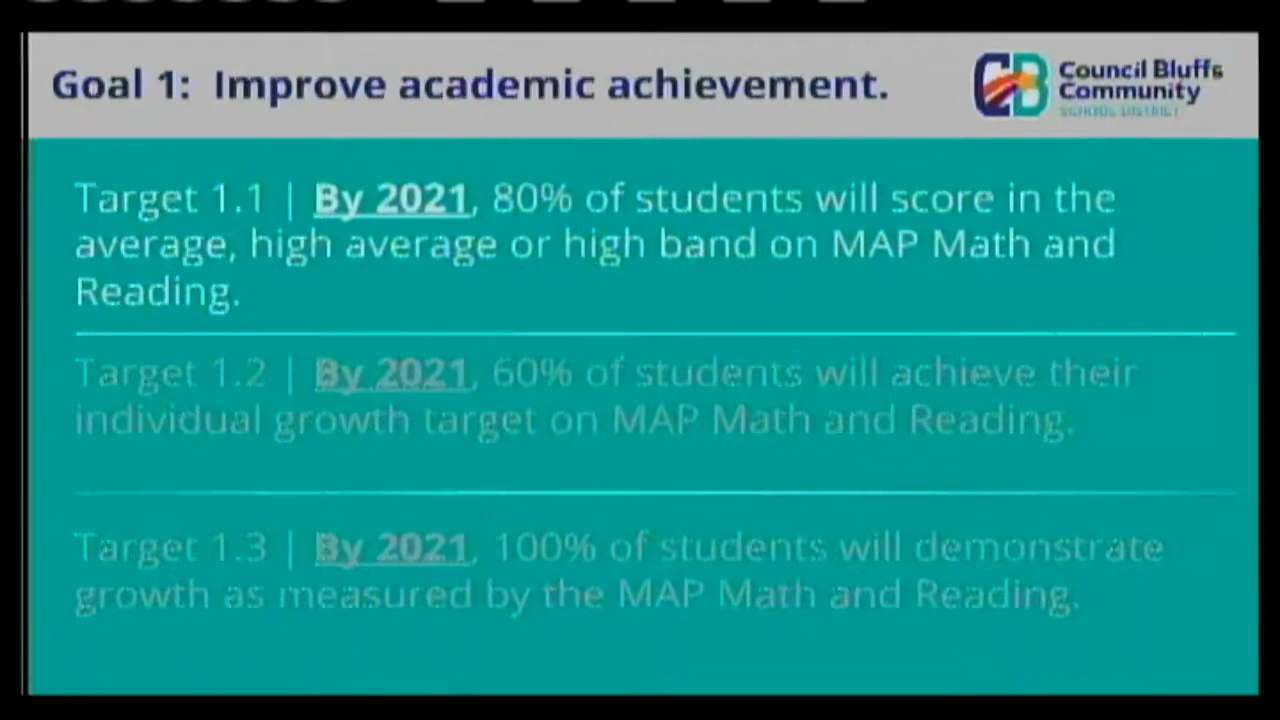 Goal 1: Improve academic achievement.
Council Bluffs
Community
SCHOOL DISTRICT
Target 1.1 | By 2021, 80% of students will score in the
average, high average or high band on MAP Math and
Reading.
Target 1.2 | By 2021, 60% of students will achieve their
individual growth target on MAP Math and Reading.
Target 1.3 | By 2021, 100% of students will demonstrate
growth as measured by the MAP Math and Reading.